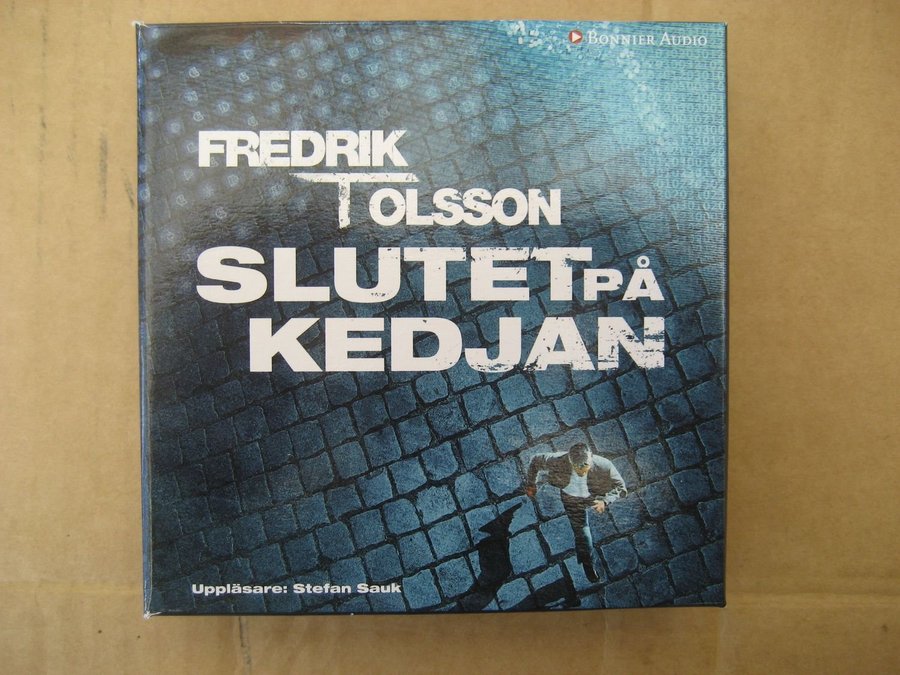 BONNIER AUDIO
FREDRIK
T OLSSON
SLUTET PÅ
KEDJAN
Uppläsare: Stefan Sauk